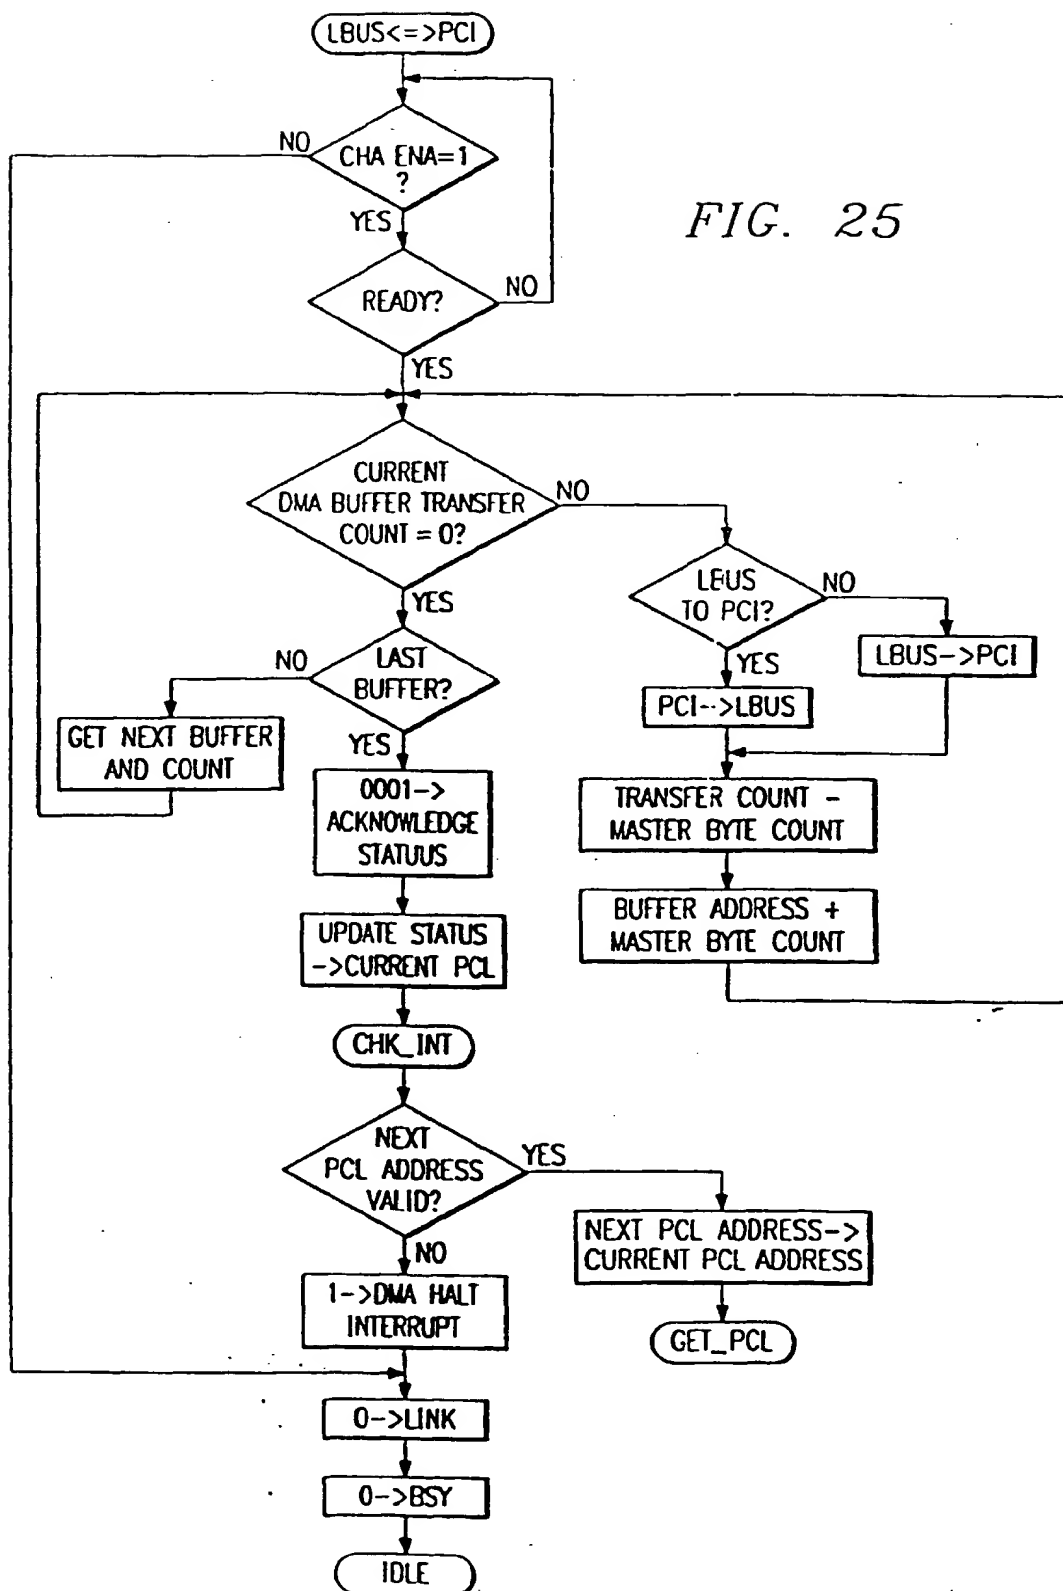 LBUS<=>PCI
NO
CHA ENA=1
?
YES
FIG. 25
READY?
NO
YES
CURRENT
DMA BUFFER TRANSFER
COUNT = 0?
NO
YES
LBUS
TO PCI?
NO
YES
LBUS->PCI
PCI-->LBUS
NO
LAST
BUFFER?
YES
GET NEXT BUFFER
AND COUNT
0001->
ACKNOWLEDGE
STATUUS
TRANSFER COUNT -
MASTER BYTE COUNT
BUFFER ADDRESS +
MASTER BYTE COUNT
UPDATE STATUS
->CURRENT PCL
CHK_INT
NEXT
PCL ADDRESS
VALID?
YES
NO
NEXT PCL ADDRESS->
CURRENT PCL ADDRESS
GET_PCL
1->DMA HALT
INTERRUPT
0->LINK
0->BSY
IDLE